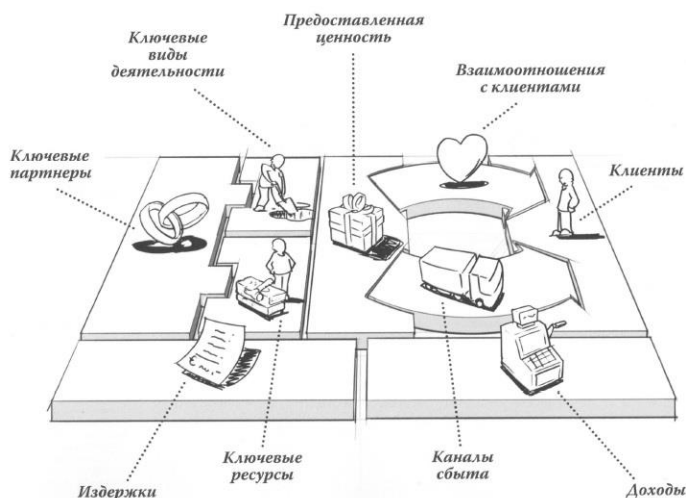 Предоставленная
ценность
Ключевые
виды
деятельности
Взаимоотношения
с клиентами
Ключевые
партнеры
Клиенты
Ключевые
ресурсы
Каналы
сбыта
Издержки
Доходы